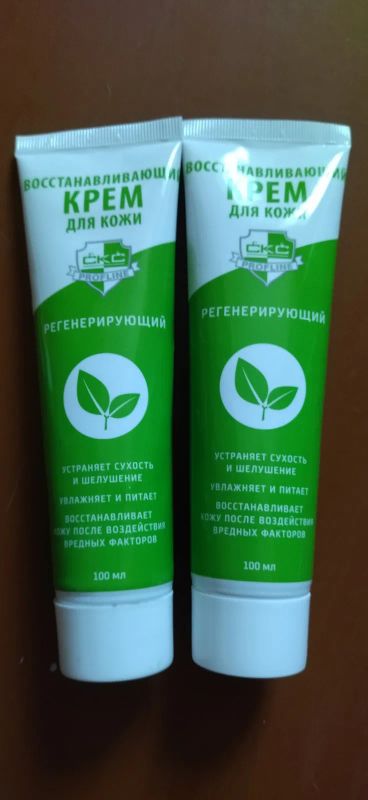 ВОССТАНАВЛИВАЮЩИЙ
КРЕМ
ДЛЯ КОЖИ
СКС
PROFLINE
РЕГЕНЕРИРУЮЩИЙ
УСТРАНЯЕТ СУХОСТЬ
И ШЕЛУШЕНИЕ
УВЛАЖНЯЕТ И ПИТАЕТ
ВОССТАНАВЛИВАЕТ
КОЖУ ПОСЛЕ ВОЗДЕЙСТВИЯ
ВРЕДНЫХ ФАКТОРОВ
100 МЛ
ВОССТАНАВЛИВАЮЩИЙ
КРЕМ
ДЛЯ КОЖИ
СКС
PROFLINE
РЕГЕНЕРИРУЮЩИЙ
УСТРАНЯЕТ СУХОСТЬ
И ШЕЛУШЕНИЕ
УВЛАЖНЯЕТ И ПИТАЕТ
ВОССТАНАВЛИВАЕТ
КОЖУ ПОСЛЕ ВОЗДЕЙСТВИЯ
ВРЕДНЫХ ФАКТОРОВ
100 МЛ